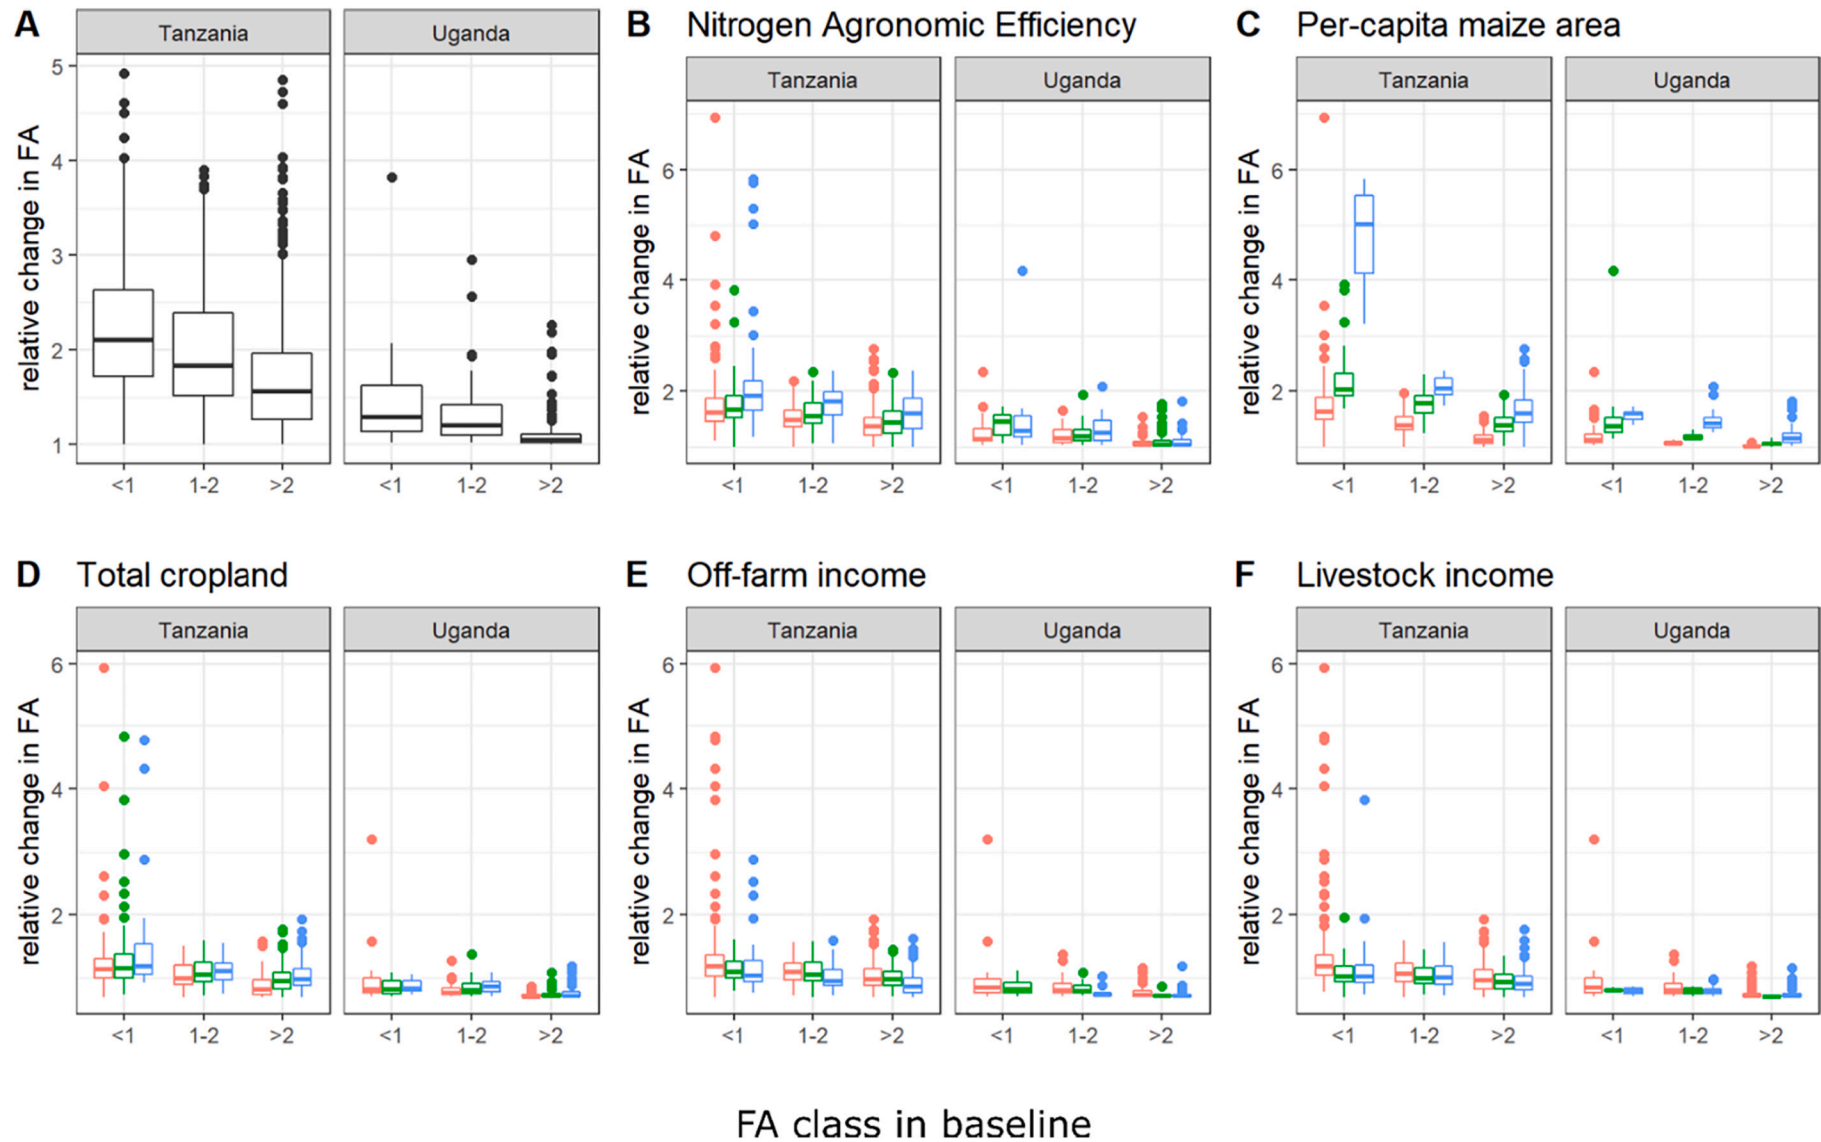 A
Tanzania
Uganda
relative change in FA
5
4
3
2
1
<1
1-2
>2
<1
1-2
>2
B Nitrogen Agronomic Efficiency
Tanzania
Uganda
relative change in FA
6
4
2
<1
1-2
>2
<1
1-2
>2
C Per-capita maize area
Tanzania
Uganda
relative change in FA
6
4
2
<1
1-2
>2
<1
1-2
>2
D Total cropland
Tanzania
Uganda
relative change in FA
6
4
2
<1
1-2
>2
<1
1-2
>2
E Off-farm income
Tanzania
Uganda
relative change in FA
6
4
2
<1
1-2
>2
<1
1-2
>2
F Livestock income
Tanzania
Uganda
relative change in FA
6
4
2
<1
1-2
>2
<1
1-2
>2
FA class in baseline